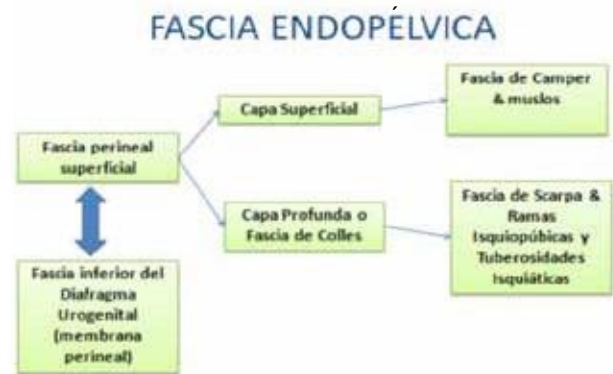 FASCIA ENDOPÉLVICA
Fascia perineal
superficial
Capa Superficial
Fascia de Camper
& muslos
Capa Profunda o
Fascia de Colles
Fascia de Scarpa &
Ramas
Isquiopúbicas y
Tuberosidades
Isquiáticas
Fascia inferior del
Diafragma
Urogenital
(membrana
perineal)